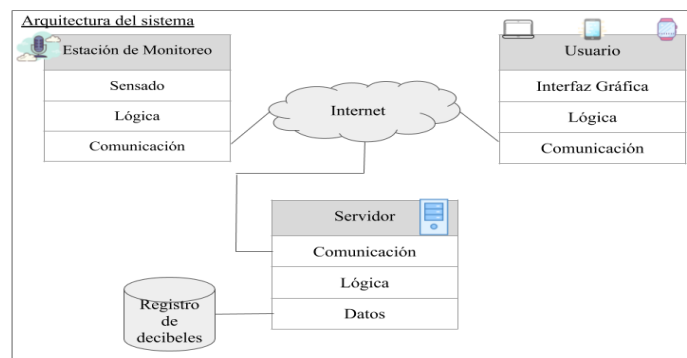 Arquitectura del sistema
Estación de Monitoreo
Sensado
Lógica
Comunicación
Internet
Usuario
Interfaz Gráfica
Lógica
Comunicación
Servidor
Comunicación
Lógica
Datos
Registro
de
decibeles